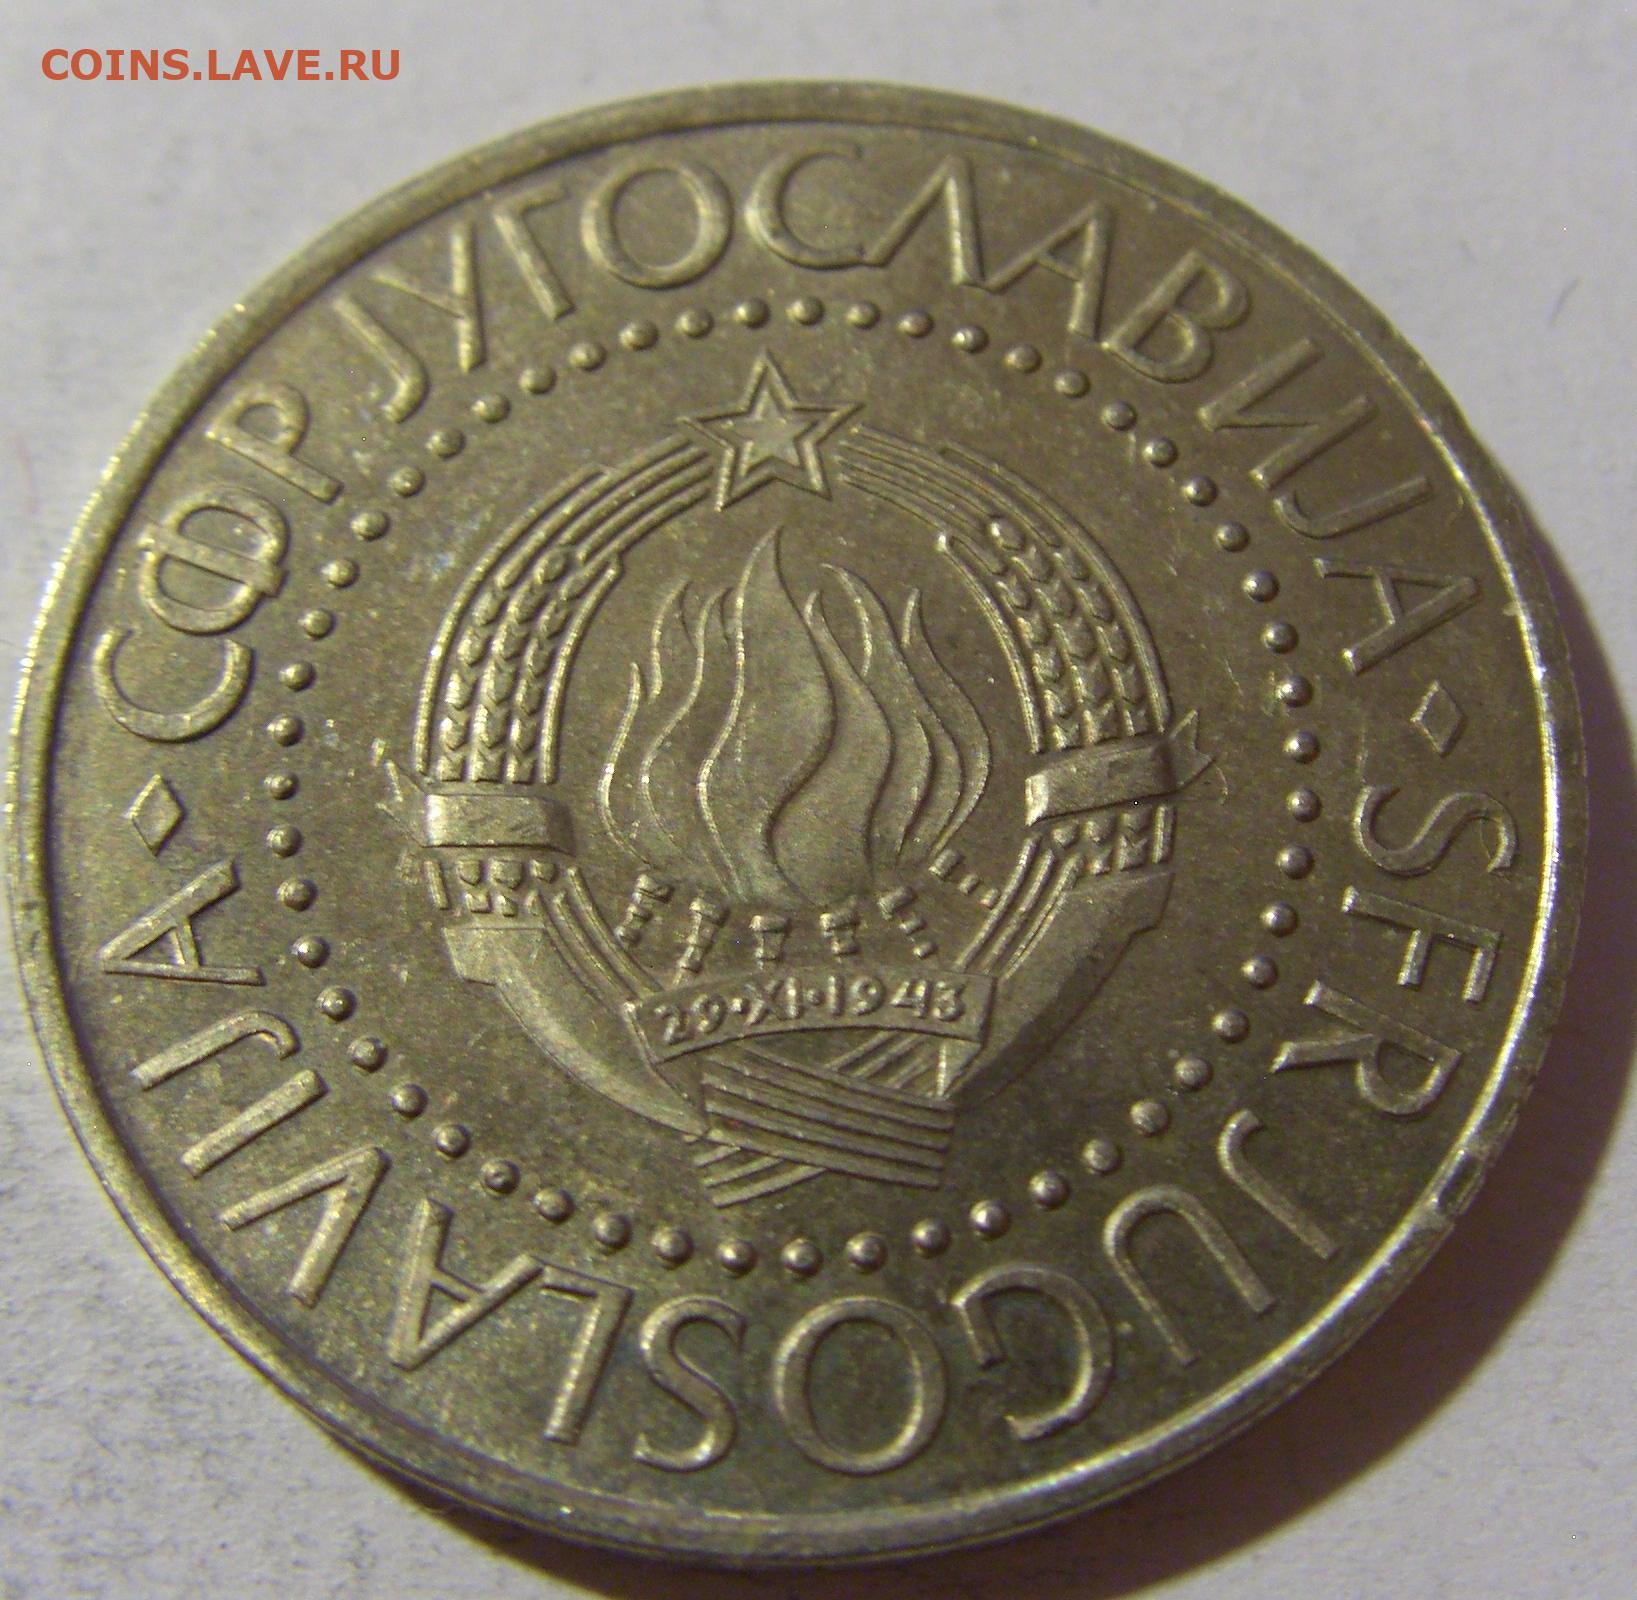 COINS.LAVE.RU
СФР ЈУГОСЛАВИЈА
SFR JUGOSLAVIJA
29·XI·1943